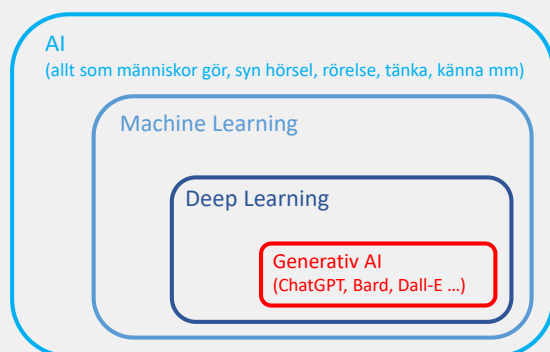 AI
(allt som människor gör, syn hörsel, rörelse, tänka, känna mm)
Machine Learning
Deep Learning
Generativ AI
(ChatGPT, Bard, Dall-E ...)